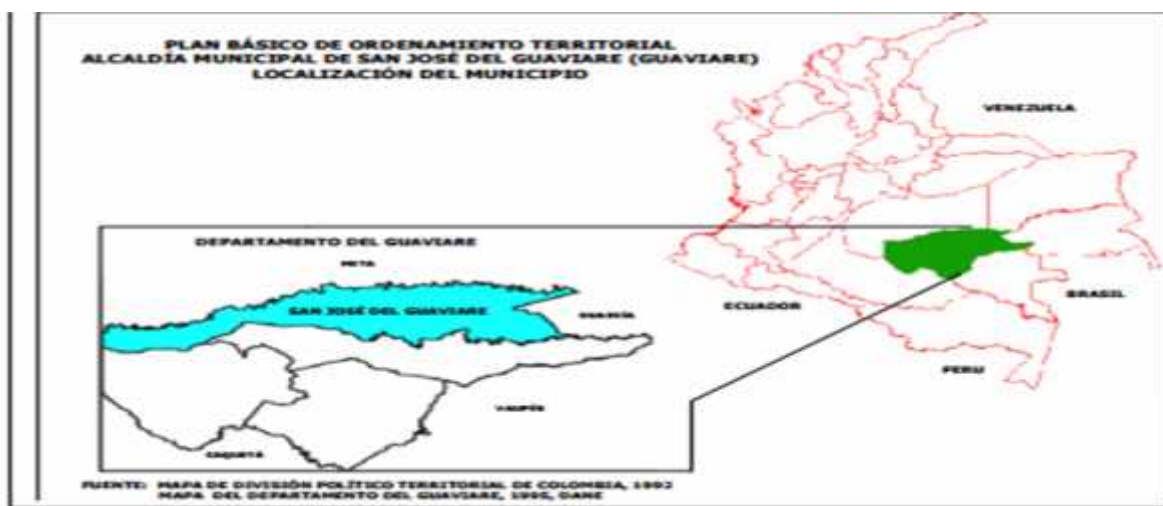 PLAN BÁSICO DE ORDENAMIENTO TERRITORIAL
ALCALDÍA MUNICIPAL DE SAN JOSÉ DEL GUAVIARE (GUAVIARE)
LOCALIZACIÓN DEL MUNICIPIO
VENEZUELA
DEPARTAMENTO DEL GUAVIARE
META
SAN JOSÉ DEL GUAVIARE
GUAINÍA
ECUADOR
BRASIL
PERU
VAUPÉS
CAQUETÁ
FUENTE: MAPA DE DIVISIÓN POLÍTICO TERRITORIAL DE COLOMBIA, 1992
MAPA DEL DEPARTAMENTO DEL GUAVIARE, 1995, DANE